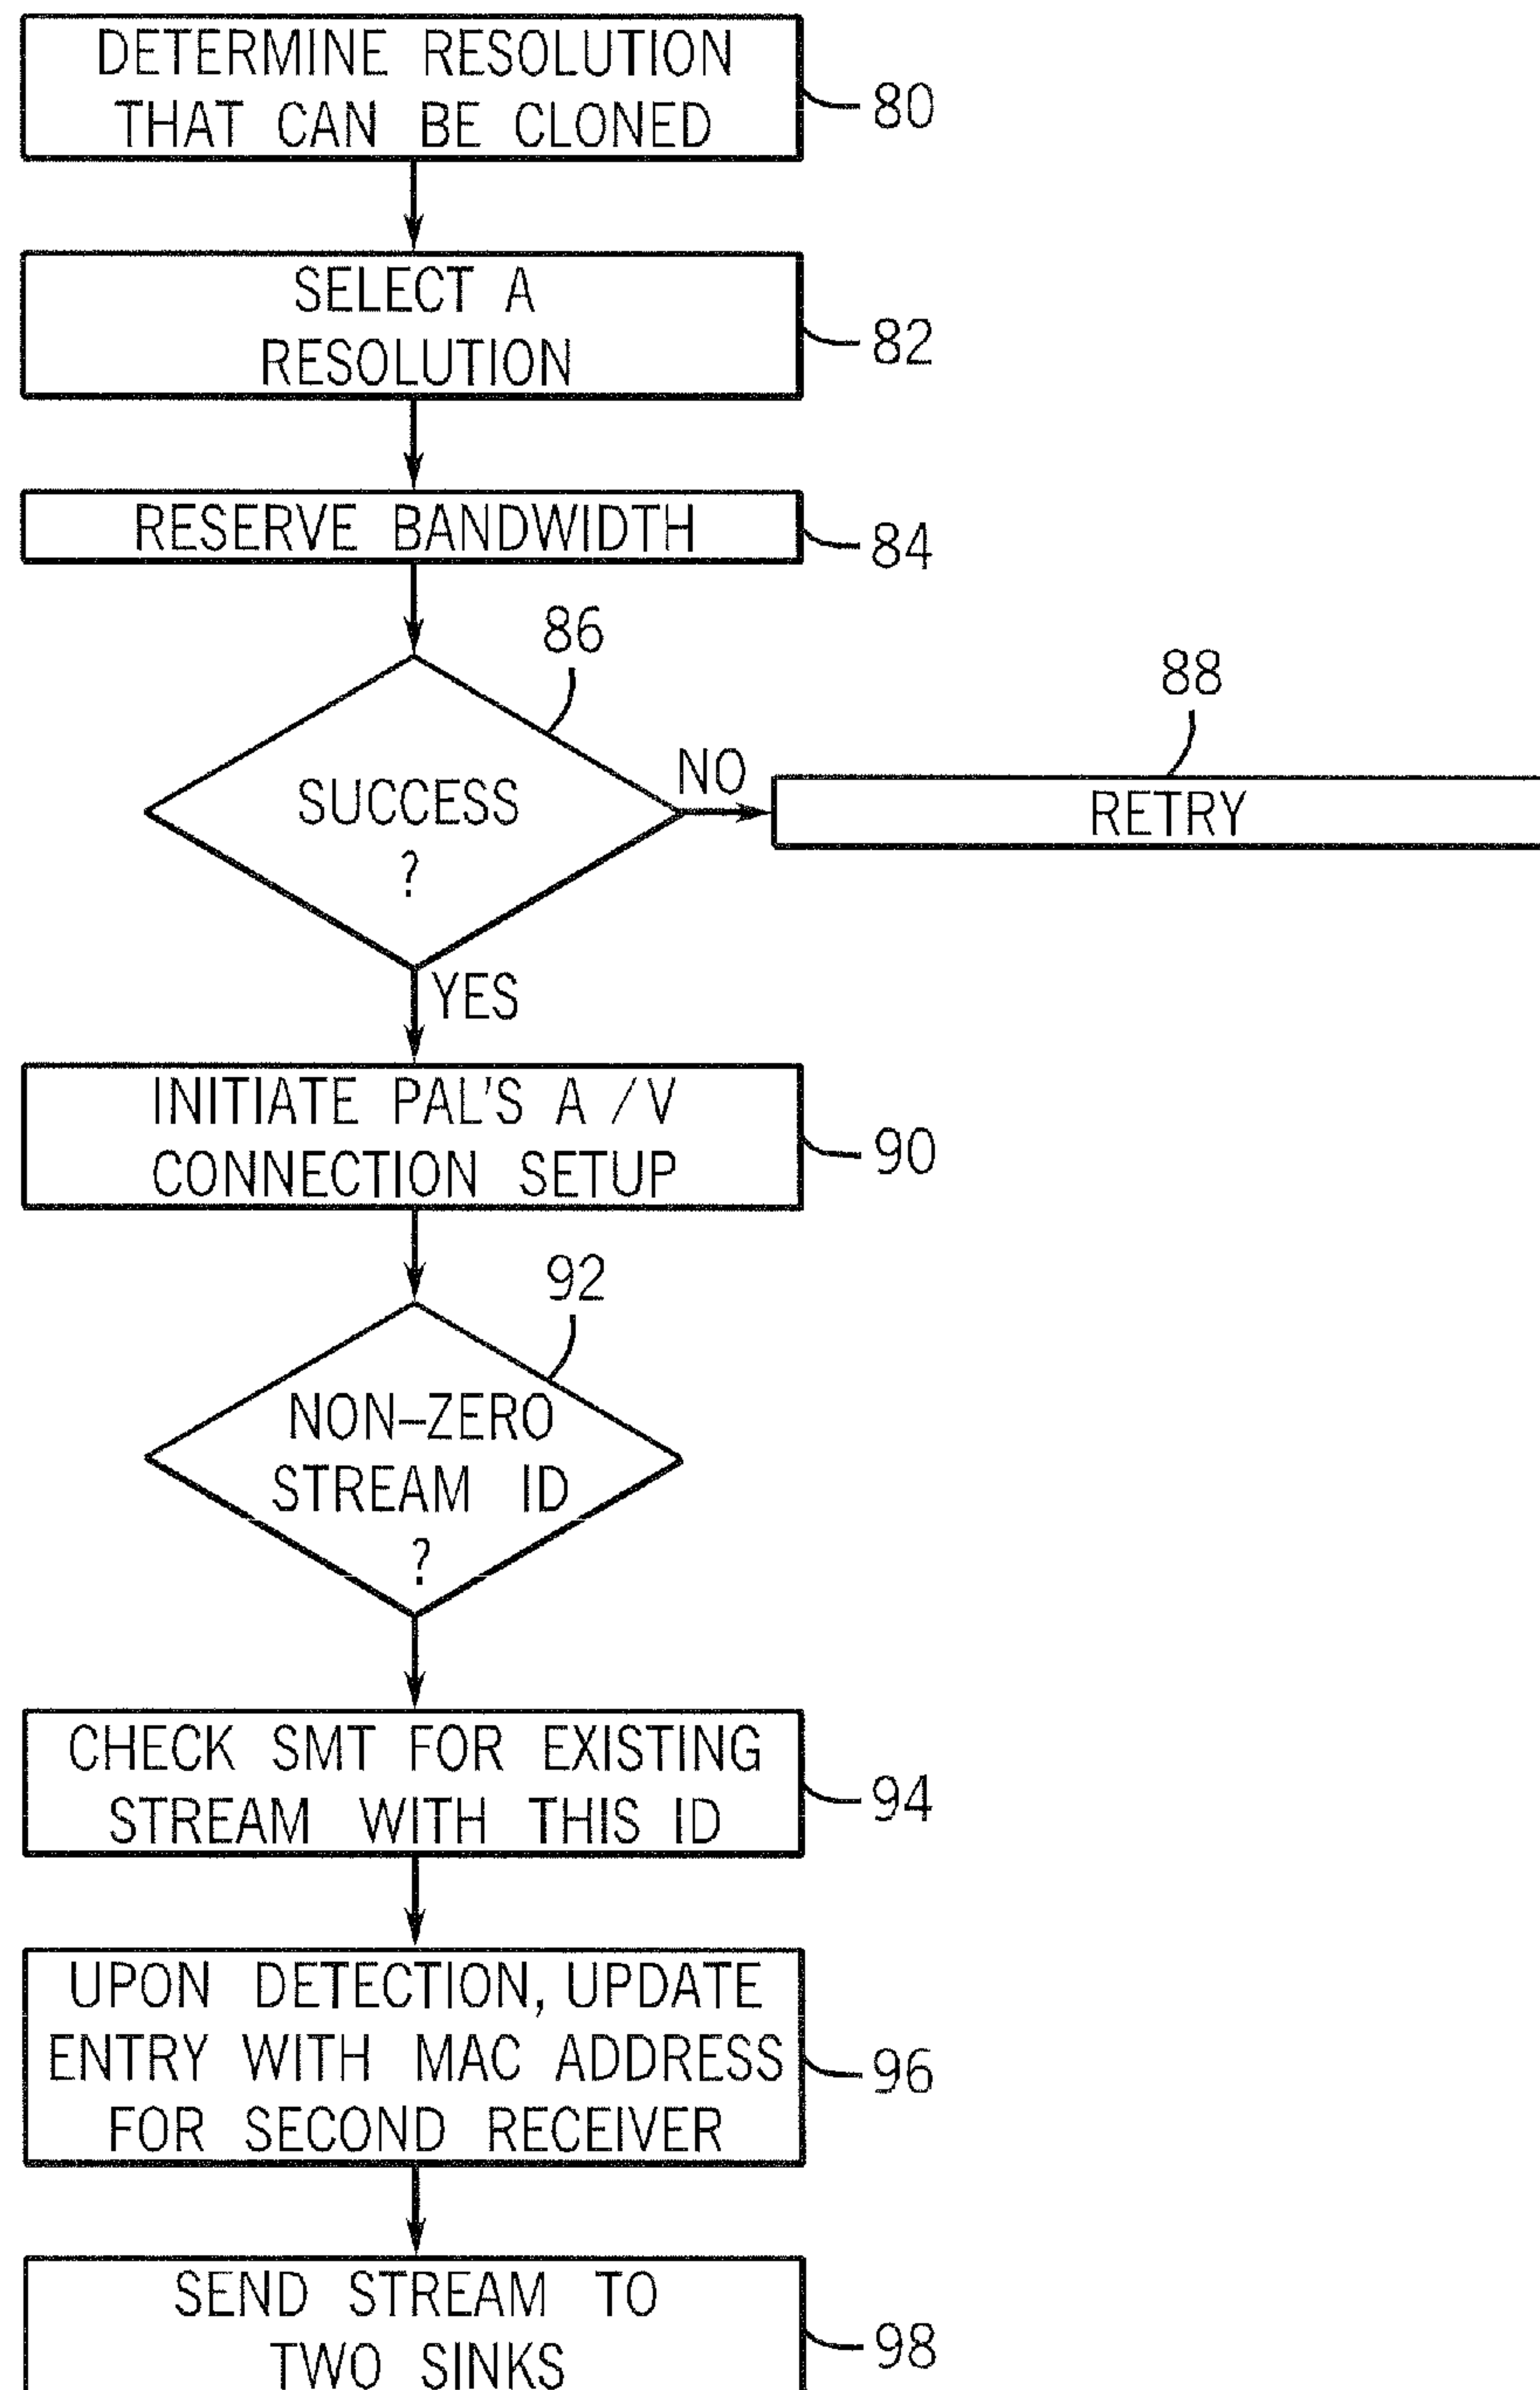 DETERMINE RESOLUTION
THAT CAN BE CLONED
80
SELECT A
RESOLUTION
82
RESERVE BANDWIDTH
84
86
SUCCESS
?
NO
88
RETRY
YES
INITIATE PAL'S A /V
CONNECTION SETUP
90
92
NON–ZERO
STREAM ID
?
CHECK SMT FOR EXISTING
STREAM WITH THIS ID
94
UPON DETECTION, UPDATE
ENTRY WITH MAC ADDRESS
FOR SECOND RECEIVER
96
SEND STREAM TO
TWO SINKS
98